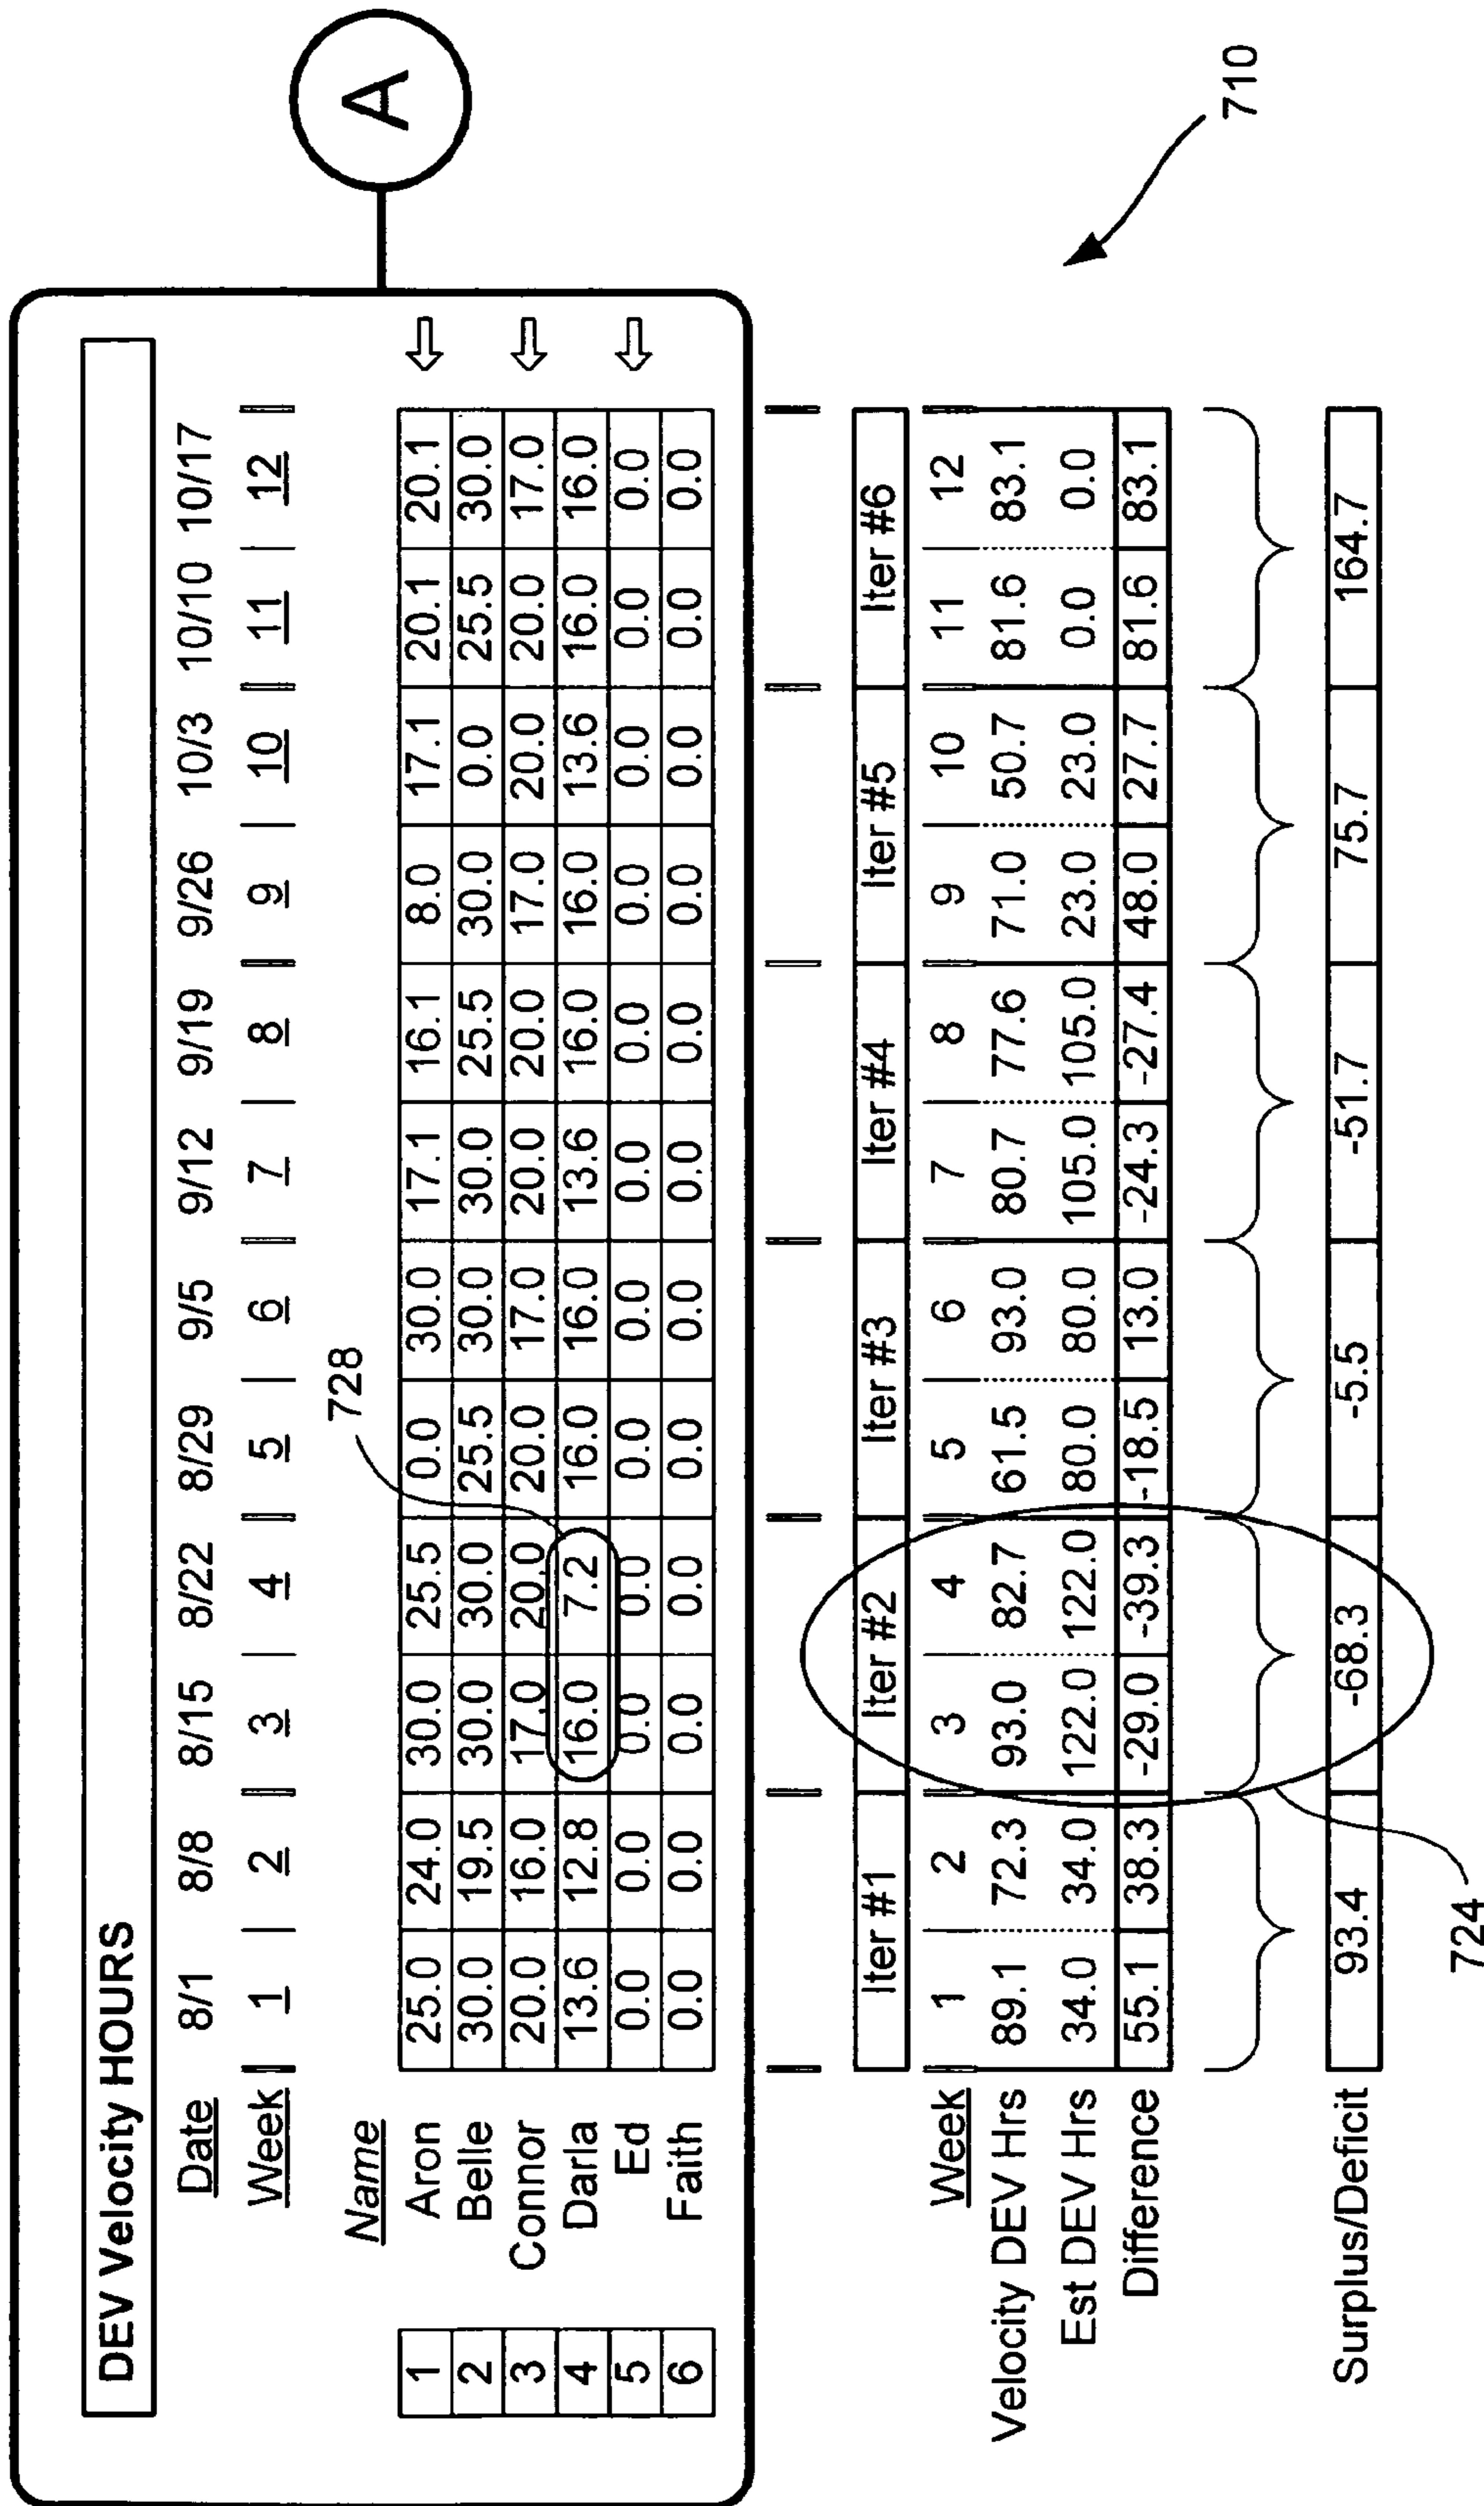 A
DEV Velocity HOURS
Date 8/1 8/8 8/15 8/22 8/29 9/5 9/12 9/19 9/26 10/3 10/10 10/17
Week 1 2 3 4 5 6 7 8 9 10 11 12
728
Name
1 Aron 25.0 24.0 30.0 25.5 0.0 30.0 17.1 16.1 8.0 17.1 20.1 20.1
2 Belle 30.0 19.5 30.0 30.0 25.5 30.0 30.0 25.5 30.0 0.0 25.5 30.0
3 Connor 20.0 16.0 17.0 20.0 20.0 17.0 20.0 20.0 17.0 20.0 20.0 17.0
4 Darla 13.6 12.8 16.0 7.2 16.0 16.0 13.6 16.0 16.0 13.6 16.0 16.0
5 Ed 0.0 0.0 0.0 0.0 0.0 0.0 0.0 0.0 0.0 0.0 0.0 0.0
6 Faith 0.0 0.0 0.0 0.0 0.0 0.0 0.0 0.0 0.0 0.0 0.0 0.0
Iter #1 Iter #2 Iter #3 Iter #4 Iter #5 Iter #6
Week 1 2 3 4 5 6 7 8 9 10 11 12
Velocity DEV Hrs 89.1 72.3 93.0 82.7 61.5 93.0 80.7 77.6 71.0 50.7 81.6 83.1
Est DEV Hrs 34.0 34.0 122.0 122.0 80.0 80.0 105.0 105.0 23.0 23.0 0.0 0.0
Difference 55.1 38.3 -29.0 -39.3 -18.5 13.0 -24.3 -27.4 48.0 27.7 81.6 83.1
710
Surplus/Deficit 93.4 -68.3 -5.5 -51.7 75.7 164.7
724